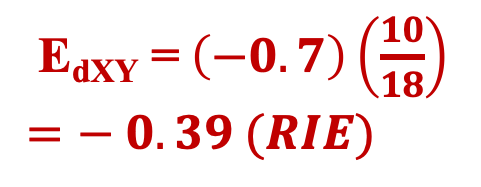 E_dXY = (−0.7) (10/18)
= − 0.39 (RIE)